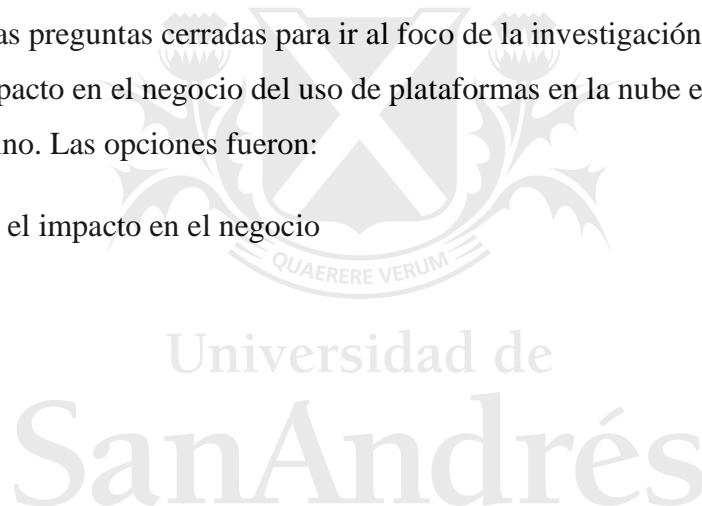 as preguntas cerradas para ir al foco de la investigación
pacto en el negocio del uso de plataformas en la nube e
no. Las opciones fueron:
el impacto en el negocio
QUAERERE VERUM
Universidad de
SanAndrés